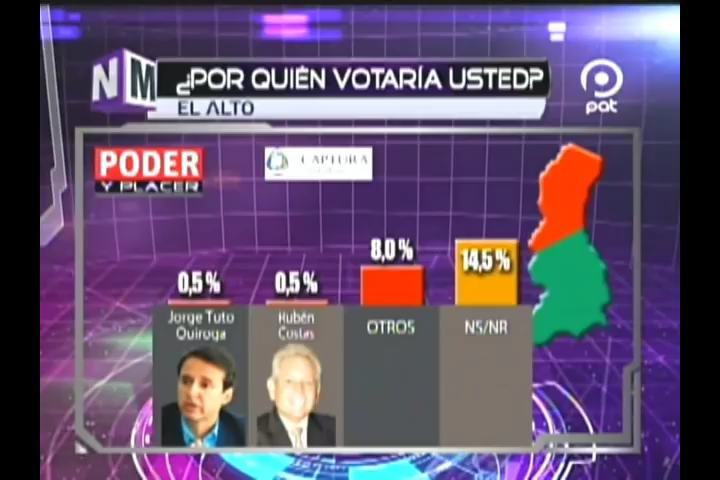 NM
¿POR QUIÉN VOTARÍA USTED?
EL ALTO
pat
PODER
Y PLACER
CAPTURA
0,5 %
0,5 %
8,0 %
14,5 %
Jorge Tuto
Quiroga
Rubén
Costas
OTROS
NS/NR